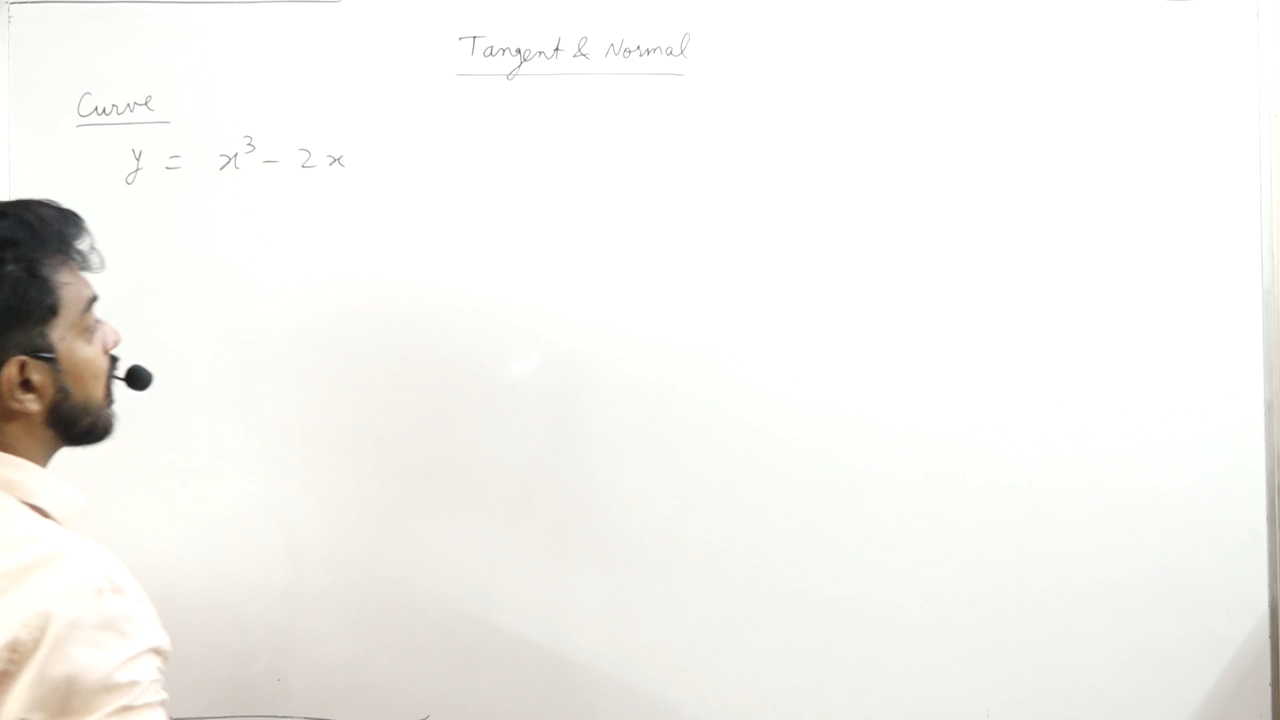 Tangent & Normal
Curve
y = x³ - 2x